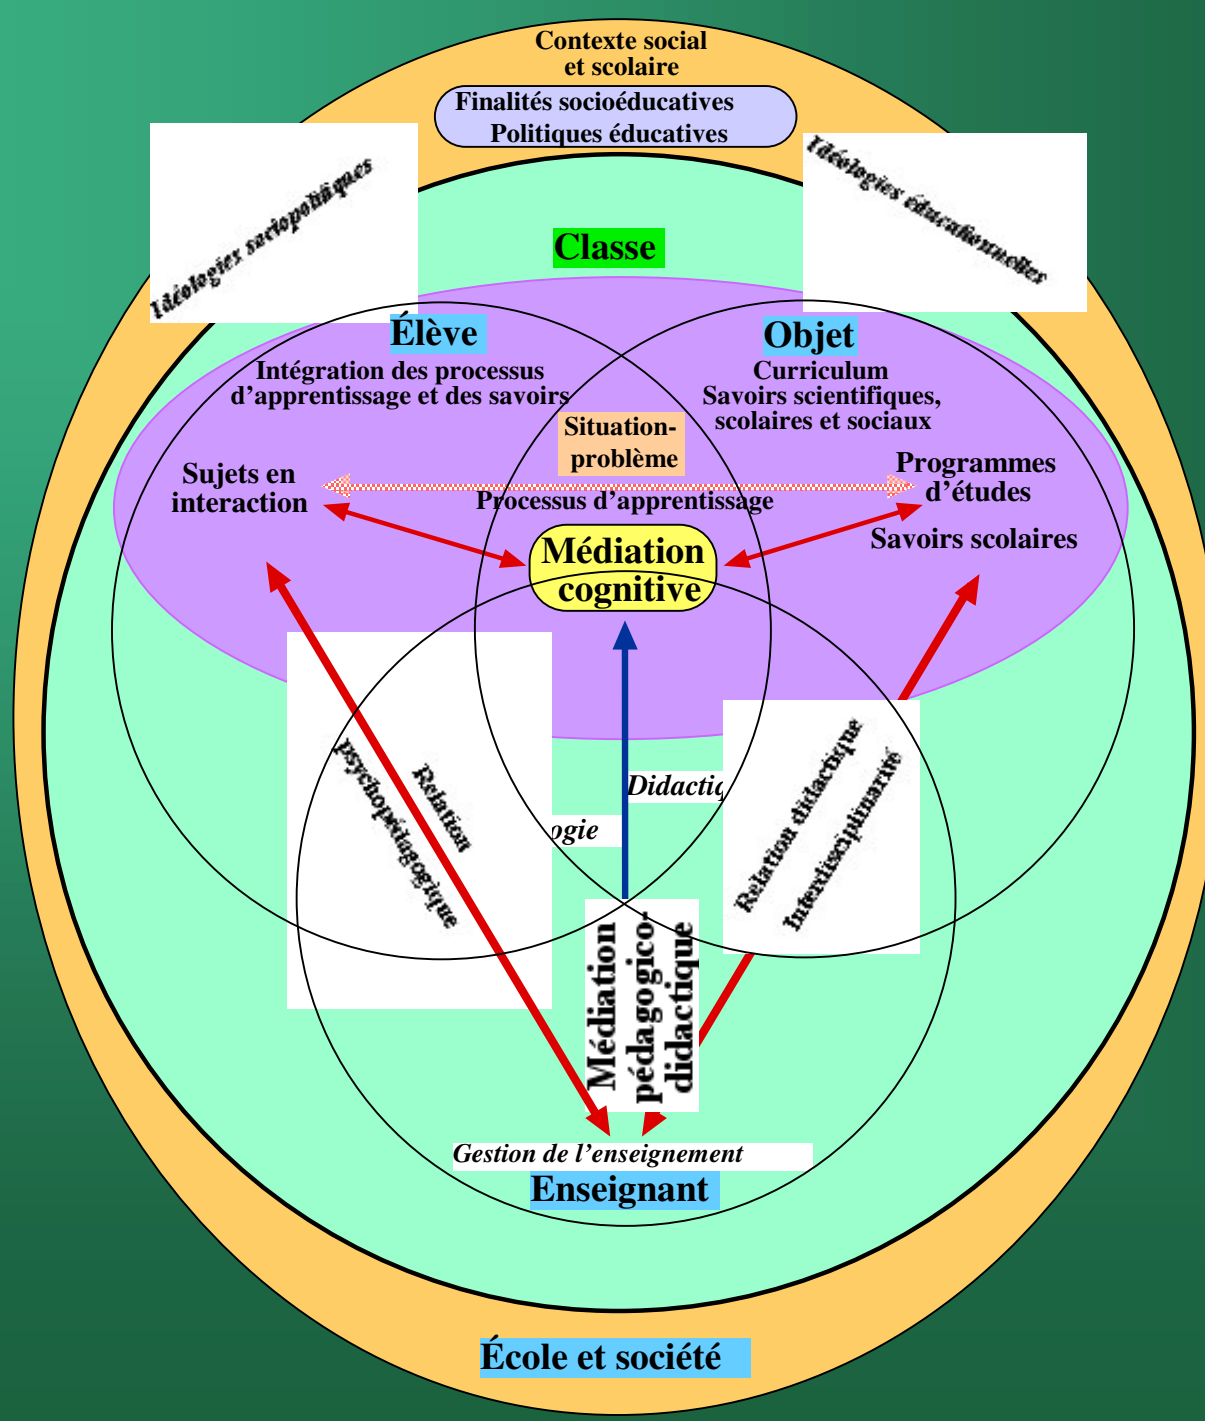 Contexte social
et scolaire
Finalités socioéducatives
Politiques éducatives
Idéologies sociopolitiques
Idéologies éducationnelles
Classe
Élève
Objet
Intégration des processus
d’apprentissage et des savoirs
Curriculum
Savoirs scientifiques,
scolaires et sociaux
Situation-
problème
Sujets en
interaction
Programmes
d’études
Processus d’apprentissage
Savoirs scolaires
Médiation
cognitive
Relation
psychopédagogique
Didactiq
ogie
Relation didactique
Interdisciplinarité
Médiation
pédagogico-
didactique
Gestion de l’enseignement
Enseignant
École et société